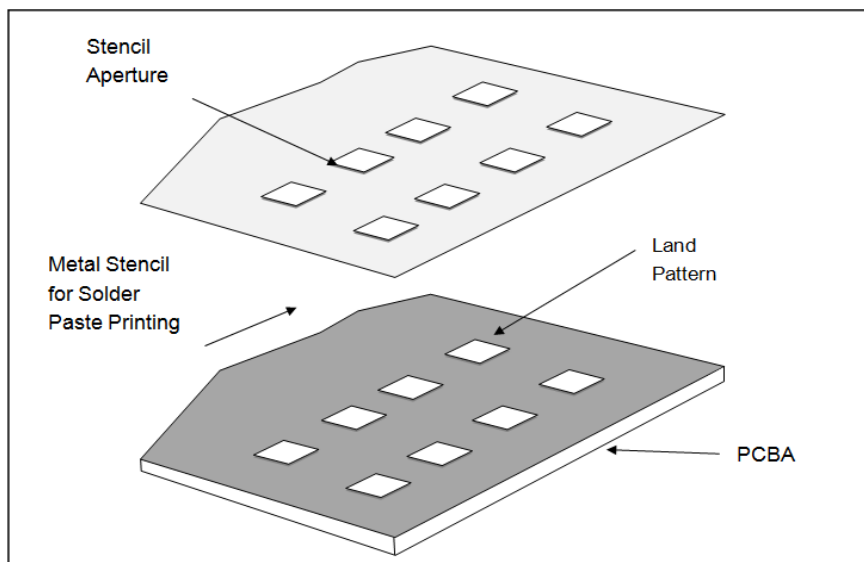 Stencil
Aperture
Land
Pattern
Metal Stencil
for Solder
Paste Printing
PCBA